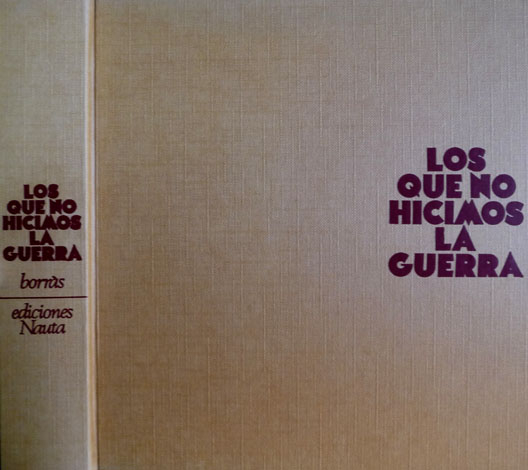 LOS
QUE NO
HICIMOS
LA
GUERRA
borràs
ediciones
Nauta
LOS
QUE NO
HICIMOS
LA
GUERRA